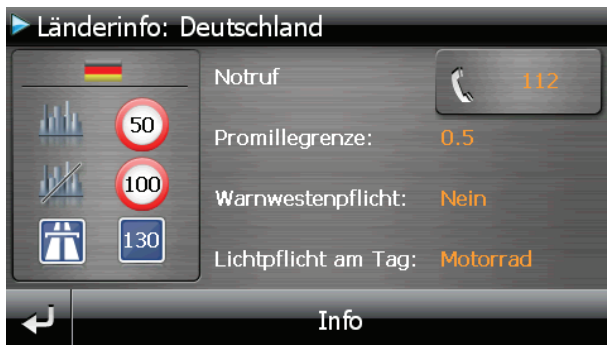 Länderinfo: Deutschland
Notruf
112
50
Promillegrenze:
0.5
100
Warnwestenpflicht:
Nein
130
Lichtpflicht am Tag:
Motorrad
Info